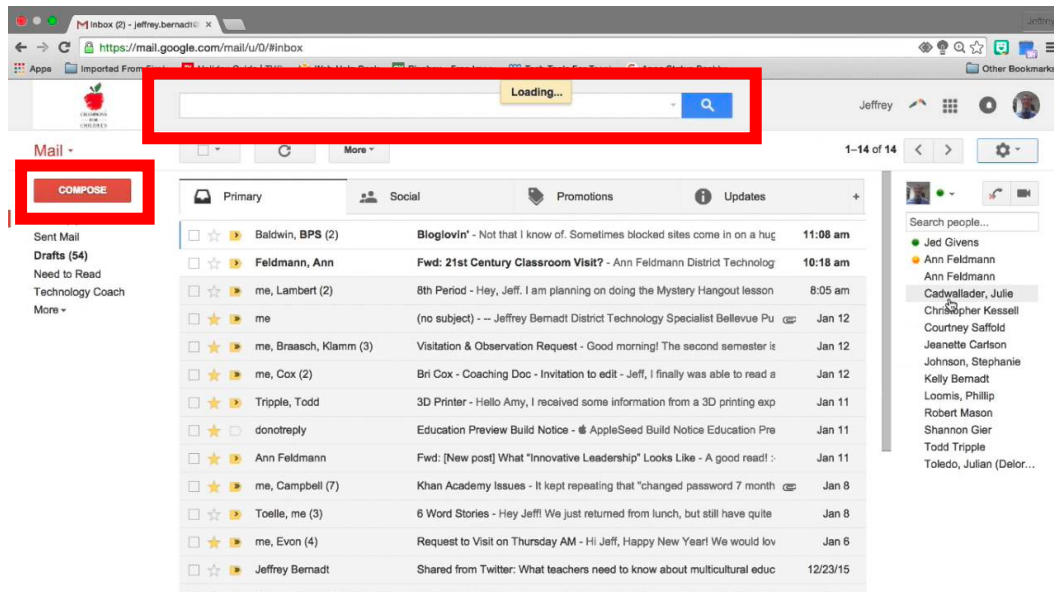 Inbox (2) - jeffrey.bernadt@
Jeffrey
https://mail.google.com/mail/u/0/#inbox
Apps Imported From Other Bookmarks
Loading...
CHAMPIONS
FOR
CHILDREN
Jeffrey
Mail
More
1–14 of 14
COMPOSE
Primary Social Promotions Updates +
Sent Mail
Drafts (54)
Need to Read
Technology Coach
More
Baldwin, BPS (2) Bloglovin' - Not that I know of. Sometimes blocked sites come in on a hug 11:08 am
Feldmann, Ann Fwd: 21st Century Classroom Visit? - Ann Feldmann District Technolog 10:18 am
me, Lambert (2) 8th Period - Hey, Jeff. I am planning on doing the Mystery Hangout lesson 8:05 am
me (no subject) - -- Jeffrey Bernadt District Technology Specialist Bellevue Pu Jan 12
me, Braasch, Klamm (3) Visitation & Observation Request - Good morning! The second semester is Jan 12
me, Cox (2) Bri Cox - Coaching Doc - Invitation to edit - Jeff, I finally was able to read a Jan 12
Tripple, Todd 3D Printer - Hello Amy, I received some information from a 3D printing exp Jan 11
donotreply Education Preview Build Notice - AppleSeed Build Notice Education Pre Jan 11
Ann Feldmann Fwd: [New post] What "Innovative Leadership" Looks Like - A good read! :- Jan 11
me, Campbell (7) Khan Academy Issues - It kept repeating that "changed password 7 month Jan 8
Toelle, me (3) 6 Word Stories - Hey Jeff! We just returned from lunch, but still have quite Jan 8
me, Evon (4) Request to Visit on Thursday AM - Hi Jeff, Happy New Year! We would lov Jan 6
Jeffrey Bernadt Shared from Twitter: What teachers need to know about multicultural educ 12/23/15
Search people...
Jed Givens
Ann Feldmann
Ann Feldmann
Cadwallader, Julie
Christopher Kessell
Courtney Saffold
Jeanette Carlson
Johnson, Stephanie
Kelly Bernadt
Loomis, Phillip
Robert Mason
Shannon Gier
Todd Tripple
Toledo, Julian (Delor...